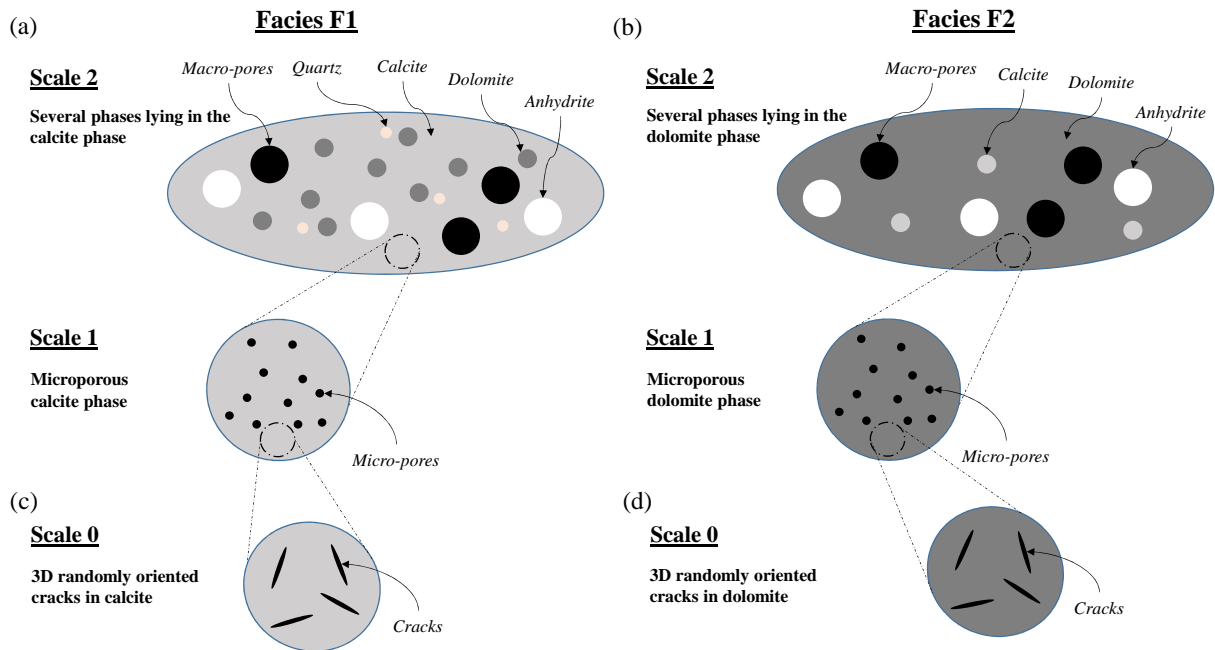 (a)
Facies F1
Scale 2
Several phases lying in the
calcite phase
Macro-pores
Quartz
Calcite
Dolomite
Anhydrite
Scale 1
Microporous
calcite phase
Micro-pores
(c)
Scale 0
3D randomly oriented
cracks in calcite
Cracks
(b)
Facies F2
Scale 2
Several phases lying in the
dolomite phase
Macro-pores
Calcite
Dolomite
Anhydrite
Scale 1
Microporous
dolomite phase
Micro-pores
(d)
Scale 0
3D randomly oriented
cracks in dolomite
Cracks